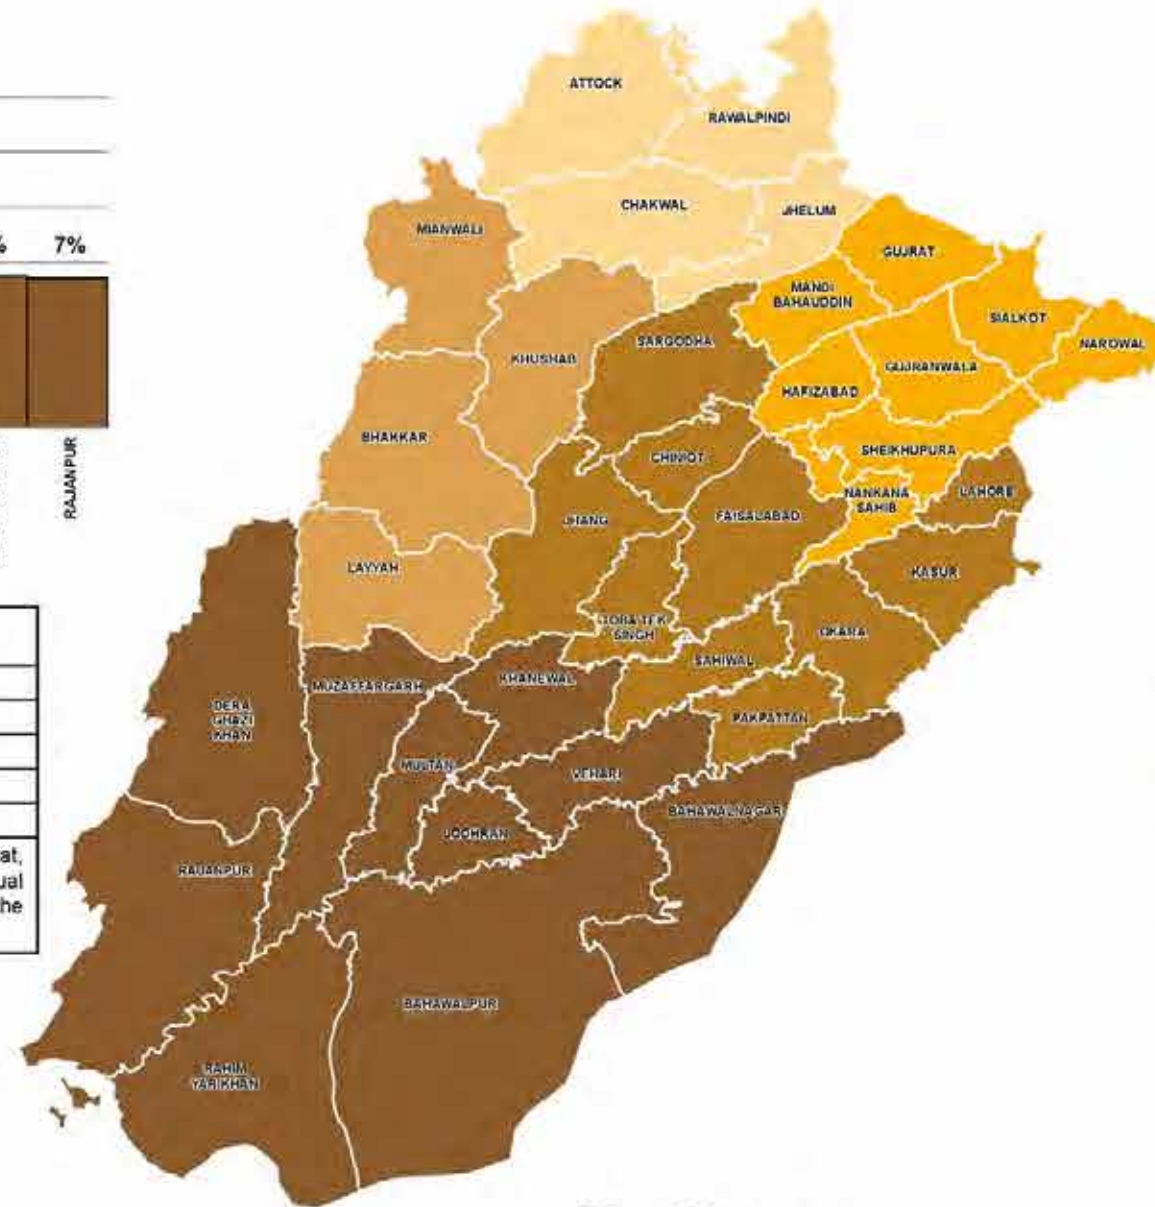 ATTOCK
RAWALPINDI
CHAKWAL
JHELUM
MIANWALI
GUJRAT
%
7%
MANDI
BAHAUDDIN
SIALKOT
SARGODHA
NAROWAL
KHUSHAB
GUJRANWALA
HAFIZABAD
BHAKKAR
SHEIKHUPURA
CHINIOT
RAJANPUR
LAHORE
NANKANA
SAHIB
JHANG
FAISALABAD
LAYYAH
KASUR
TOBA TEK
SINGH
OKARA
SAHIWAL
KHANEWAL
MUZAFFARGARH
DERA
GHAZI
KHAN
PAKPATTAN
MULTAN
VEHARI
BAHAWALNAGAR
LODHRAN
at,
RAJANPUR
ual
he
BAHAWALPUR
RAHIM
YAR KHAN